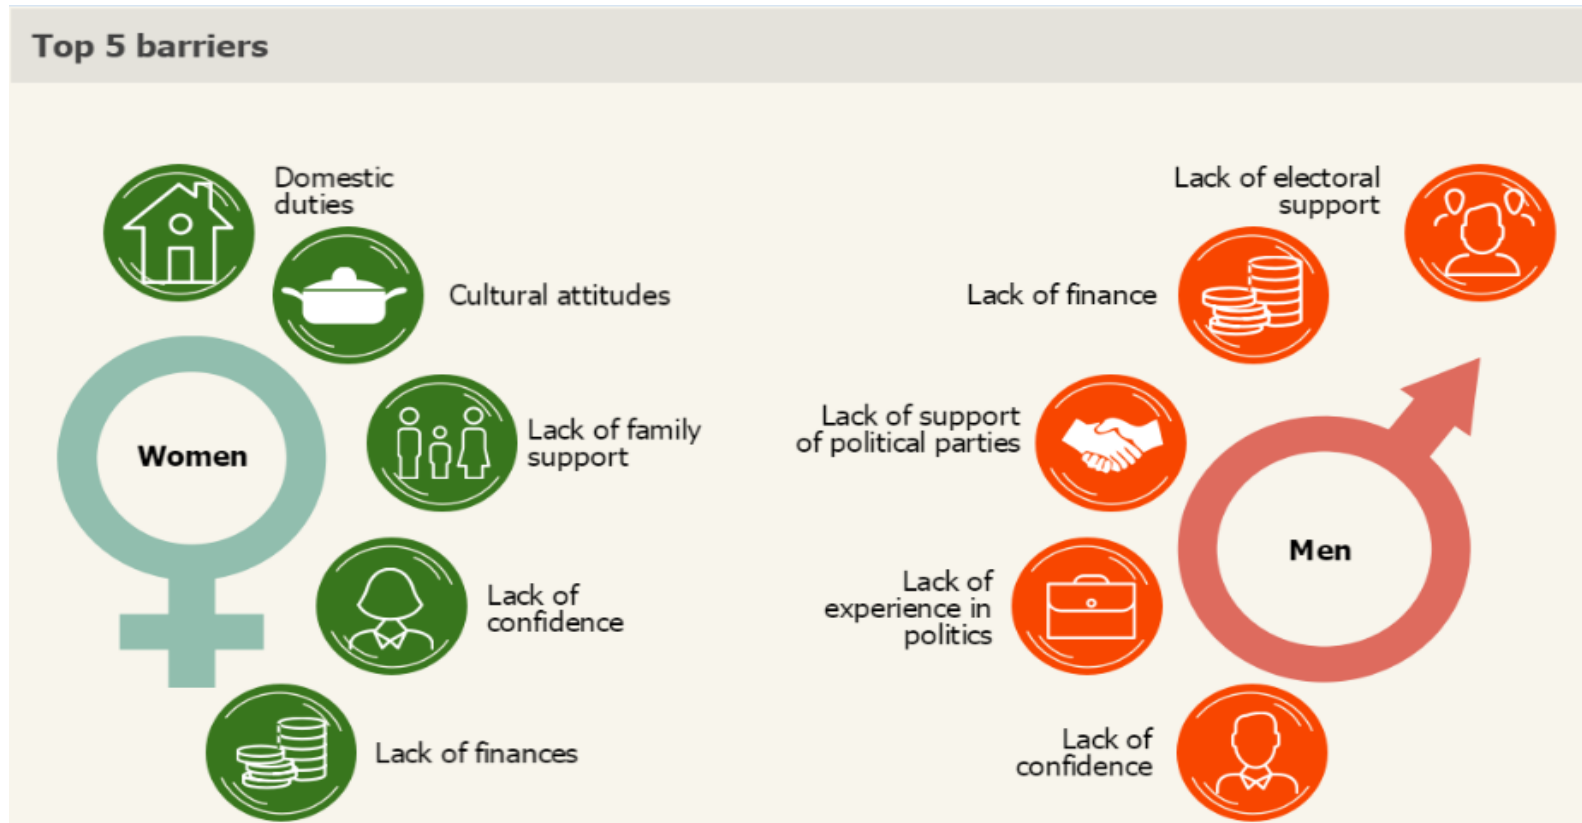 Top 5 barriers
Domestic
duties
Cultural attitudes
Lack of family
support
Women
Lack of
confidence
Lack of finances
Lack of electoral
support
Lack of finance
Lack of support
of political parties
Men
Lack of
experience in
politics
Lack of
confidence